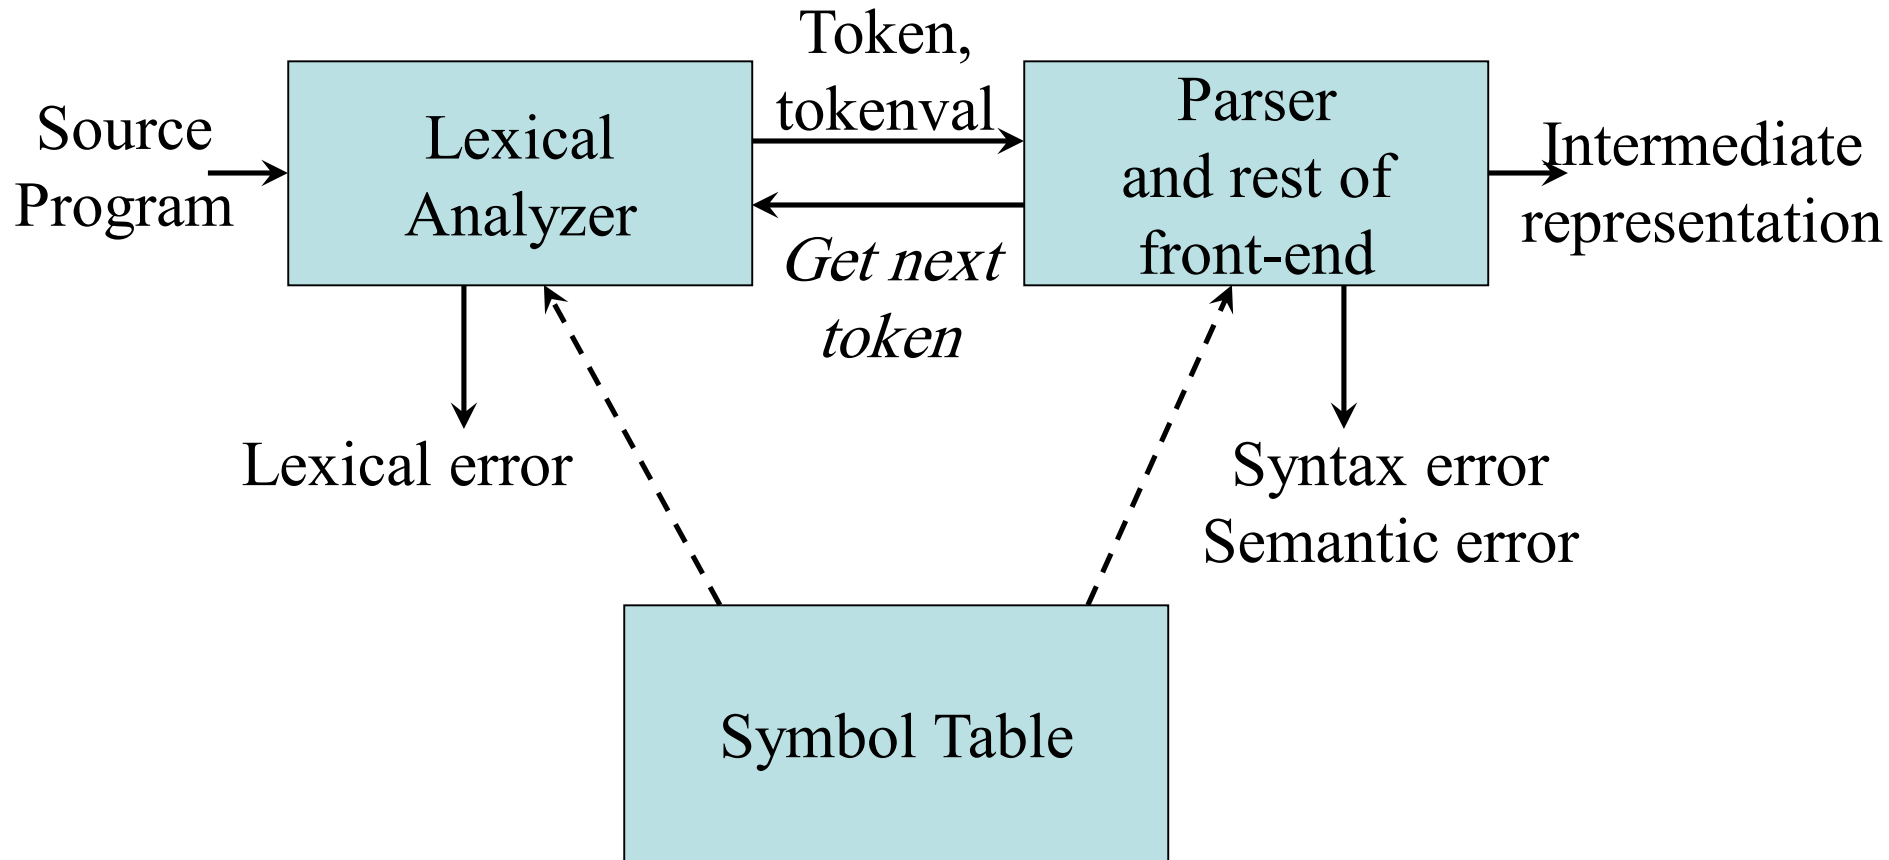 Source
Program
Lexical
Analyzer
Token,
tokenval
Get next
token
Parser
and rest of
front-end
Intermediate
representation
Lexical error
Syntax error
Semantic error
Symbol Table